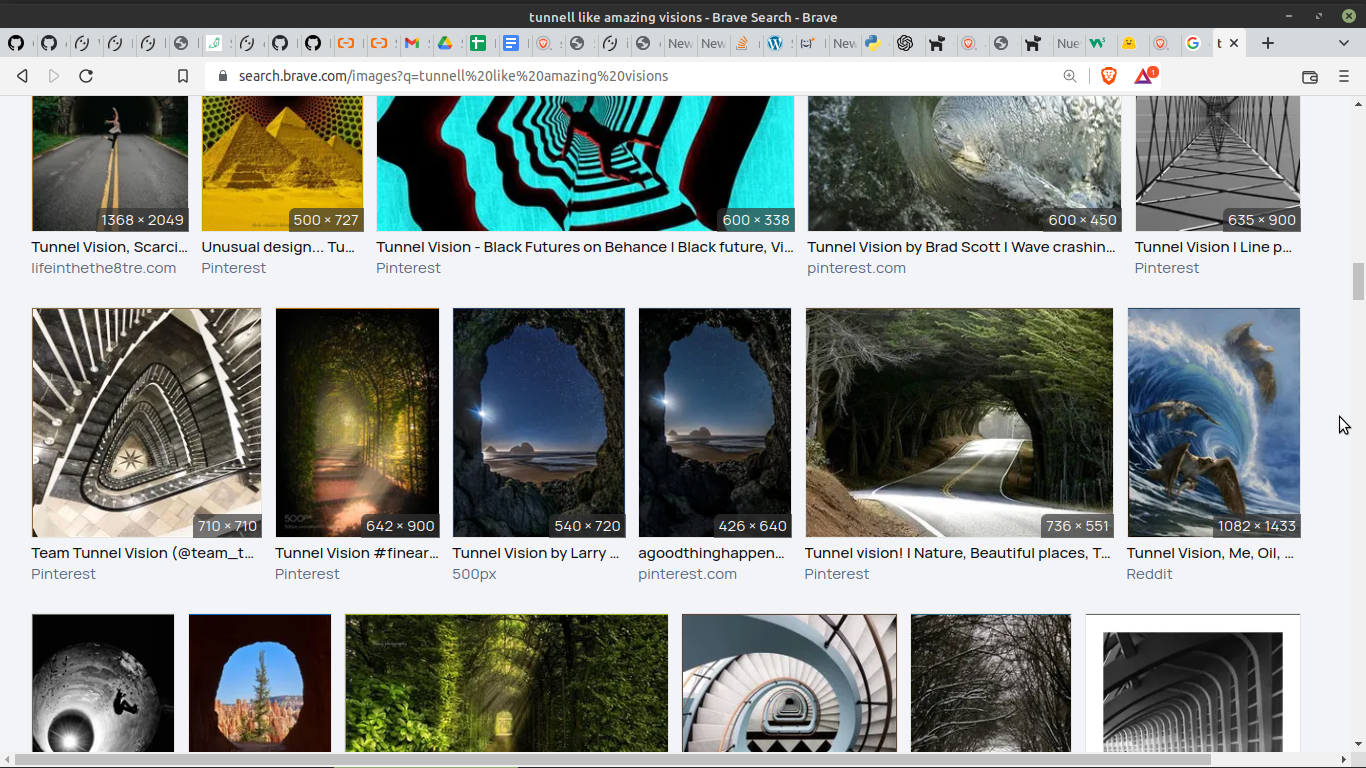 tunnell like amazing visions - Brave Search - Brave
New
New
New
Nue
t
search.brave.com/images?q=tunnell%20like%20amazing%20visions
1
1368 × 2049
500 × 727
600 × 338
600 × 450
635 × 900
Tunnel Vision, Scarci...
Unusual design... Tu...
Tunnel Vision - Black Futures on Behance | Black future, Vi...
Tunnel Vision by Brad Scott | Wave crashin...
Tunnel Vision | Line p...
lifeinthethe8tre.com
Pinterest
Pinterest
pinterest.com
Pinterest
500PX
710 × 710
642 × 900
540 × 720
426 × 640
736 × 551
1082 × 1433
Team Tunnel Vision (@team_t...
Tunnel Vision #finear...
Tunnel Vision by Larry ...
agoodthinghappen...
Tunnel vision! | Nature, Beautiful places, T...
Tunnel Vision, Me, Oil, ...
Pinterest
Pinterest
500px
pinterest.com
Pinterest
Reddit